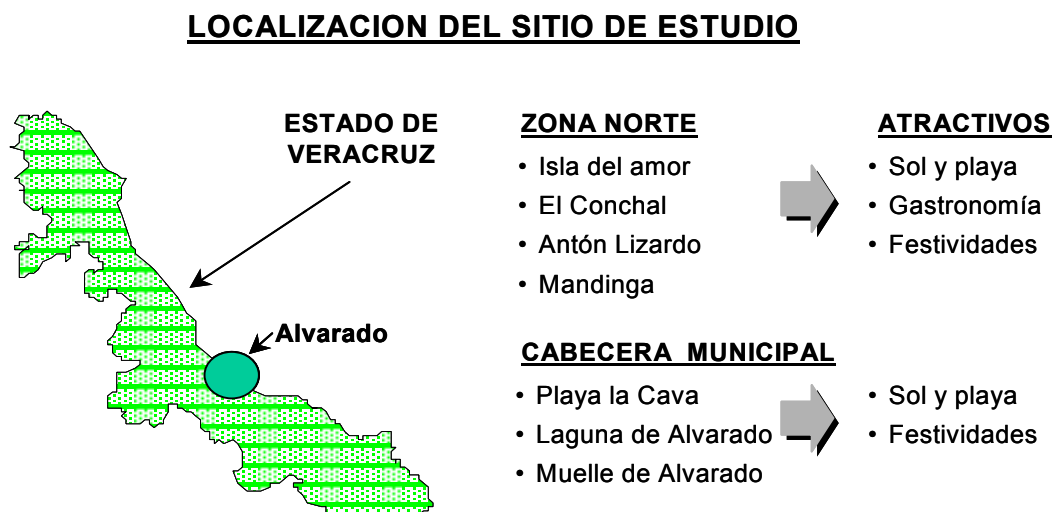 LOCALIZACION DEL SITIO DE ESTUDIO
ESTADO DE
VERACRUZ
Alvarado
ZONA NORTE
• Isla del amor
• El Conchal
• Antón Lizardo
• Mandinga
ATRACTIVOS
• Sol y playa
• Gastronomía
• Festividades
CABECERA MUNICIPAL
• Playa la Cava
• Laguna de Alvarado
• Muelle de Alvarado
• Sol y playa
• Festividades